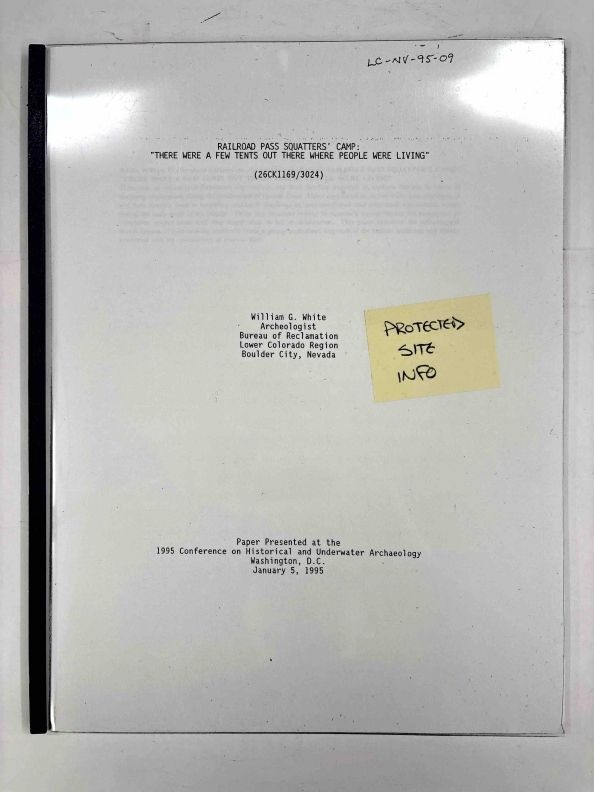 LC-NV-95-09
RAILROAD PASS SQUATTERS' CAMP:
"THERE WERE A FEW TENTS OUT THERE WHERE PEOPLE WERE LIVING"
(26CK1169/3024)
William G. White
Archeologist
Bureau of Reclamation
Lower Colorado Region
Boulder City, Nevada
PROTECTED
SITE
INFO
Paper Presented at the
1995 Conference on Historical and Underwater Archaeology
Washington, D.C.
January 5, 1995